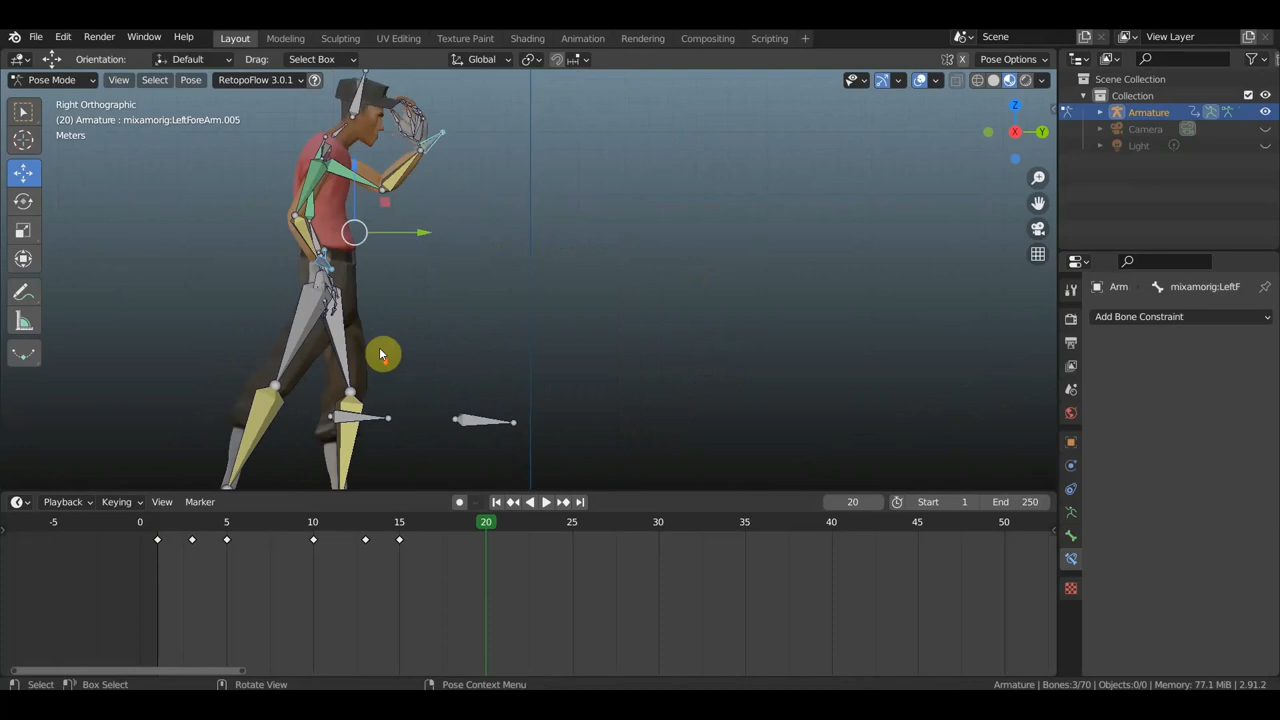 File Edit Render Window Help Layout Modeling Sculpting UV Editing Texture Paint Shading Animation Rendering Compositing Scripting + Scene View Layer
Orientation: Default Drag: Select Box Global Pose Options
Pose Mode View Select Pose RetopoFlow 3.0.1 Scene Collection
Right Orthographic Collection
(20) Armature : mixamorig:LeftForeArm.005 Armature
Meters Camera
Light
Z
X
Y
Arm mixamorig:LeftF
Add Bone Constraint
Playback Keying View Marker 20 Start 1 End 250
-5 0 5 10 15 20 25 30 35 40 45 50
Select Box Select Rotate View Pose Context Menu Armature | Bones:3/70 | Objects:0/0 | Memory: 77.1 MiB | 2.91.2